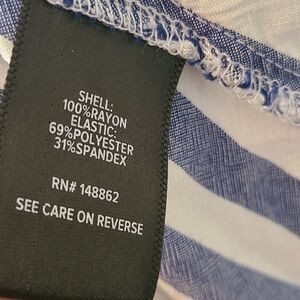 SHELL:
100%RAYON
ELASTIC:
69%POLYESTER
31%SPANDEX
RN# 148862
SEE CARE ON REVERSE